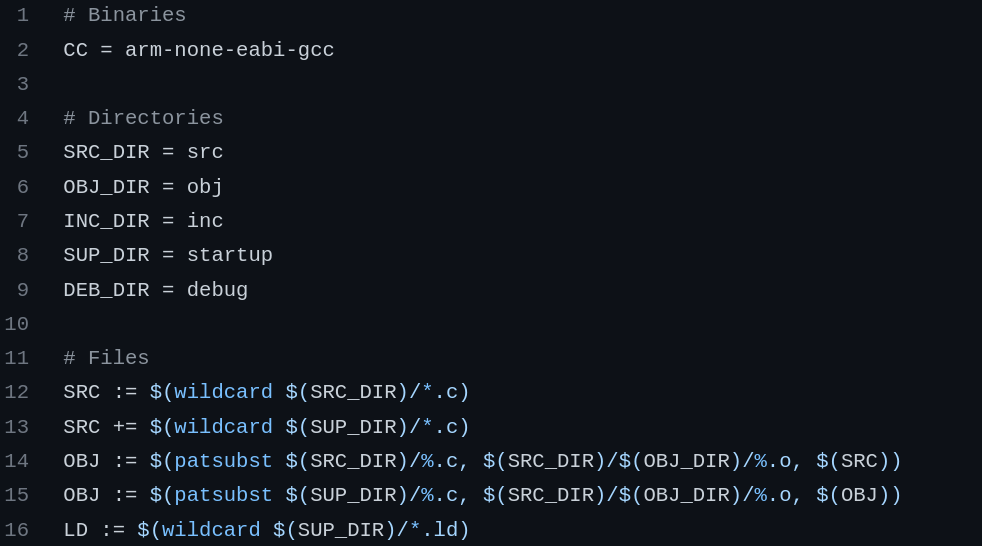 1 # Binaries
2 CC = arm-none-eabi-gcc
3
4 # Directories
5 SRC_DIR = src
6 OBJ_DIR = obj
7 INC_DIR = inc
8 SUP_DIR = startup
9 DEB_DIR = debug
10
11 # Files
12 SRC := $(wildcard $(SRC_DIR)/*.c)
13 SRC += $(wildcard $(SUP_DIR)/*.c)
14 OBJ := $(patsubst $(SRC_DIR)/%.c, $(SRC_DIR)/$(OBJ_DIR)/%.o, $(SRC))
15 OBJ := $(patsubst $(SUP_DIR)/%.c, $(SRC_DIR)/$(OBJ_DIR)/%.o, $(OBJ))
16 LD := $(wildcard $(SUP_DIR)/*.ld)